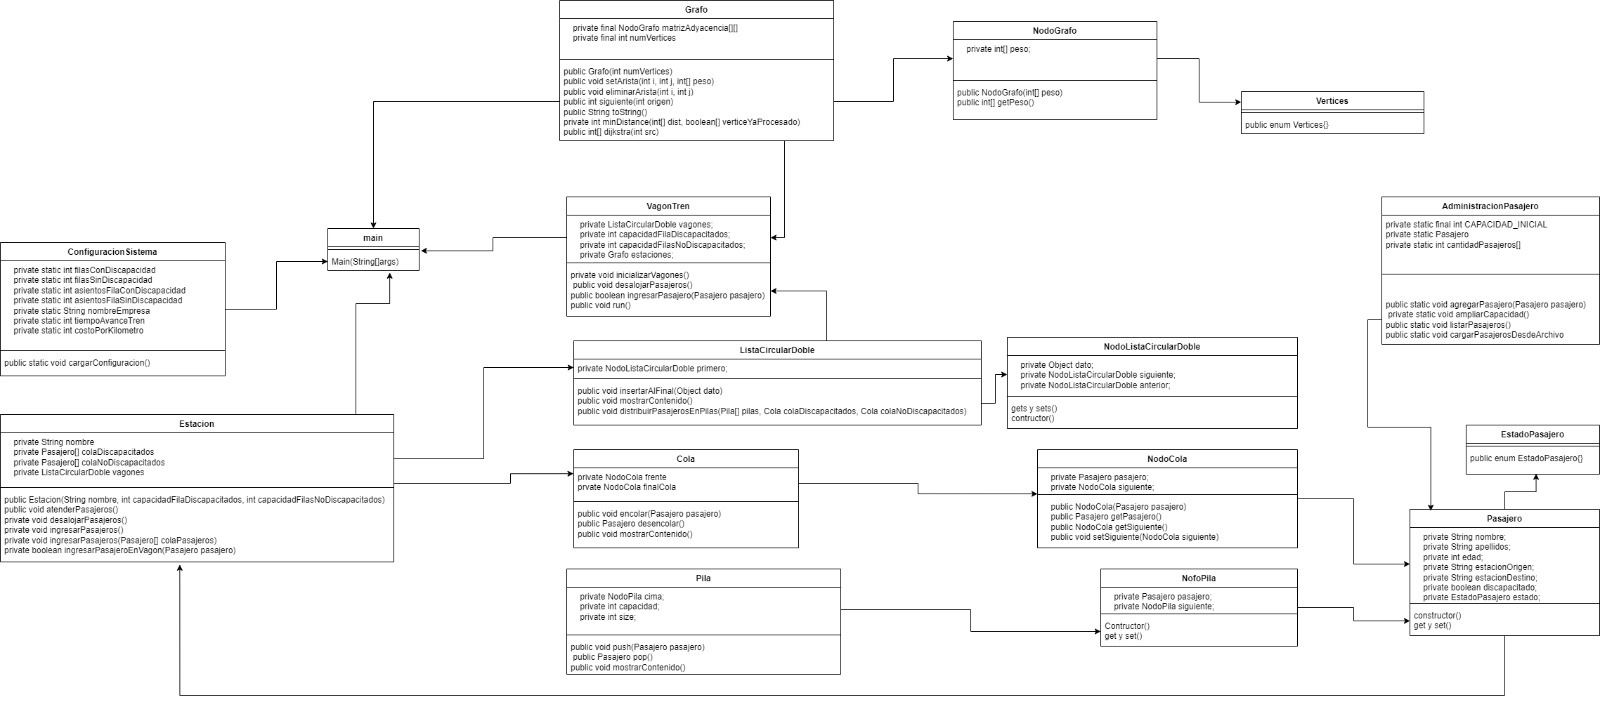 Grafo
private final NodoGrafo matrizAdyacencia[][]
private final int numVertices
public Grafo(int numVertices)
public void setArista(int i, int j, int[] peso)
public void eliminarArista(int i, int j)
public int siguiente(int origen)
public String toString()
private int minDistance(int[] dist, boolean[] verticeYaProcesado)
public int[] dijkstra(int src)
NodoGrafo
private int[] peso;
public NodoGrafo(int[] peso)
public int[] getPeso()
Vertices
public enum Vertices{}
VagonTren
private ListaCircularDoble vagones;
private int capacidadFilaDiscapacitados;
private int capacidadFilasNoDiscapacitados;
private Grafo estaciones;
private void inicializarVagones()
public void desalojarPasajeros()
public boolean ingresarPasajero(Pasajero pasajero)
public void run()
AdministracionPasajero
private static final int CAPACIDAD_INICIAL
private static Pasajero
private static int cantidadPasajeros[]
public static void agregarPasajero(Pasajero pasajero)
private static void ampliarCapacidad()
public static void listarPasajeros()
public static void cargarPasajerosDesdeArchivo
main
Main(String[]args)
ConfiguracionSistema
private static int filasConDiscapacidad
private static int filasSinDiscapacidad
private static int asientosFilaConDiscapacidad
private static int asientosFilaSinDiscapacidad
private static String nombreEmpresa
private static int tiempoAvanceTren
private static int costoPorKilometro
public static void cargarConfiguracion()
ListaCircularDoble
private NodoListaCircularDoble primero;
public void insertarAlFinal(Object dato)
public void mostrarContenido()
public void distribuirPasajerosEnPilas(Pila[] pilas, Cola colaDiscapacitados, Cola colaNoDiscapacitados)
NodoListaCircularDoble
private Object dato;
private NodoListaCircularDoble siguiente;
private NodoListaCircularDoble anterior;
gets y sets()
contructor()
Estacion
private String nombre
private Pasajero[] colaDiscapacitados
private Pasajero[] colaNoDiscapacitados
private ListaCircularDoble vagones
public Estacion(String nombre, int capacidadFilaDiscapacitados, int capacidadFilasNoDiscapacitados)
public void atenderPasajeros()
private void desalojarPasajeros()
private void ingresarPasajeros()
private void ingresarPasajeros(Pasajero[] colaPasajeros)
private boolean ingresarPasajeroEnVagon(Pasajero pasajero)
Cola
private NodoCola frente
private NodoCola finalCola
public void encolar(Pasajero pasajero)
public Pasajero desencolar()
public void mostrarContenido()
NodoCola
private Pasajero pasajero;
private NodoCola siguiente;
public NodoCola(Pasajero pasajero)
public Pasajero getPasajero()
public NodoCola getSiguiente()
public void setSiguiente(NodoCola siguiente)
EstadoPasajero
public enum EstadoPasajero{}
Pasajero
private String nombre;
private String apellidos;
private int edad;
private String estacionOrigen;
private String estacionDestino;
private boolean discapacitado;
private EstadoPasajero estado;
constructor()
get y set()
Pila
private NodoPila cima;
private int capacidad;
private int size;
public void push(Pasajero pasajero)
public Pasajero pop()
public void mostrarContenido()
NofoPila
private Pasajero pasajero;
private NodoPila siguiente;
Contructor()
get y set()